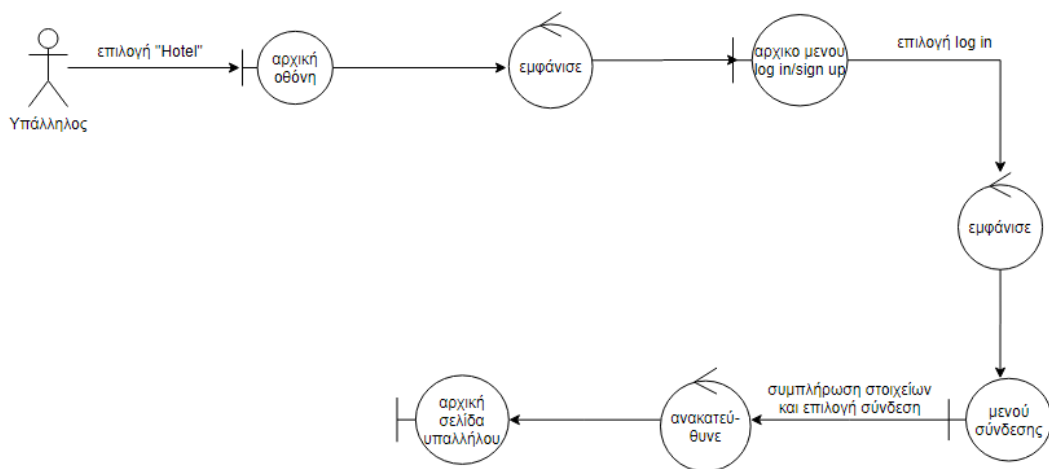 επιλογή "Hotel"
Υπάλληλος
αρχική
οθόνη
εμφάνισε
αρχικο μενου
log in/sign up
επιλογή log in
εμφάνισε
μενού
σύνδεσης
συμπλήρωση στοιχείων
και επιλογή σύνδεση
ανακατεύ-
θυνε
αρχική
σελίδα
υπαλλήλου